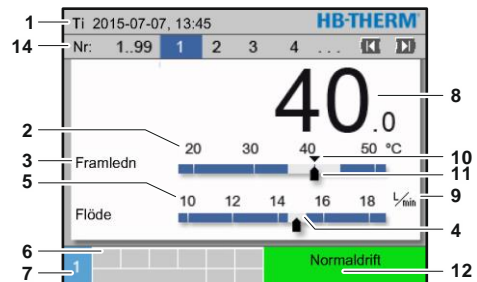 1 Ti 2015-07-07, 13:45 HB-THERM
14 Nr: 1..99 1 2 3 4 ...
40.0 8
2 20 30 40 50 °C 10
3 Framledn 11
5 10 12 14 16 18 L/min 9
Flöde 4
6 Normaldrift
7 1 12